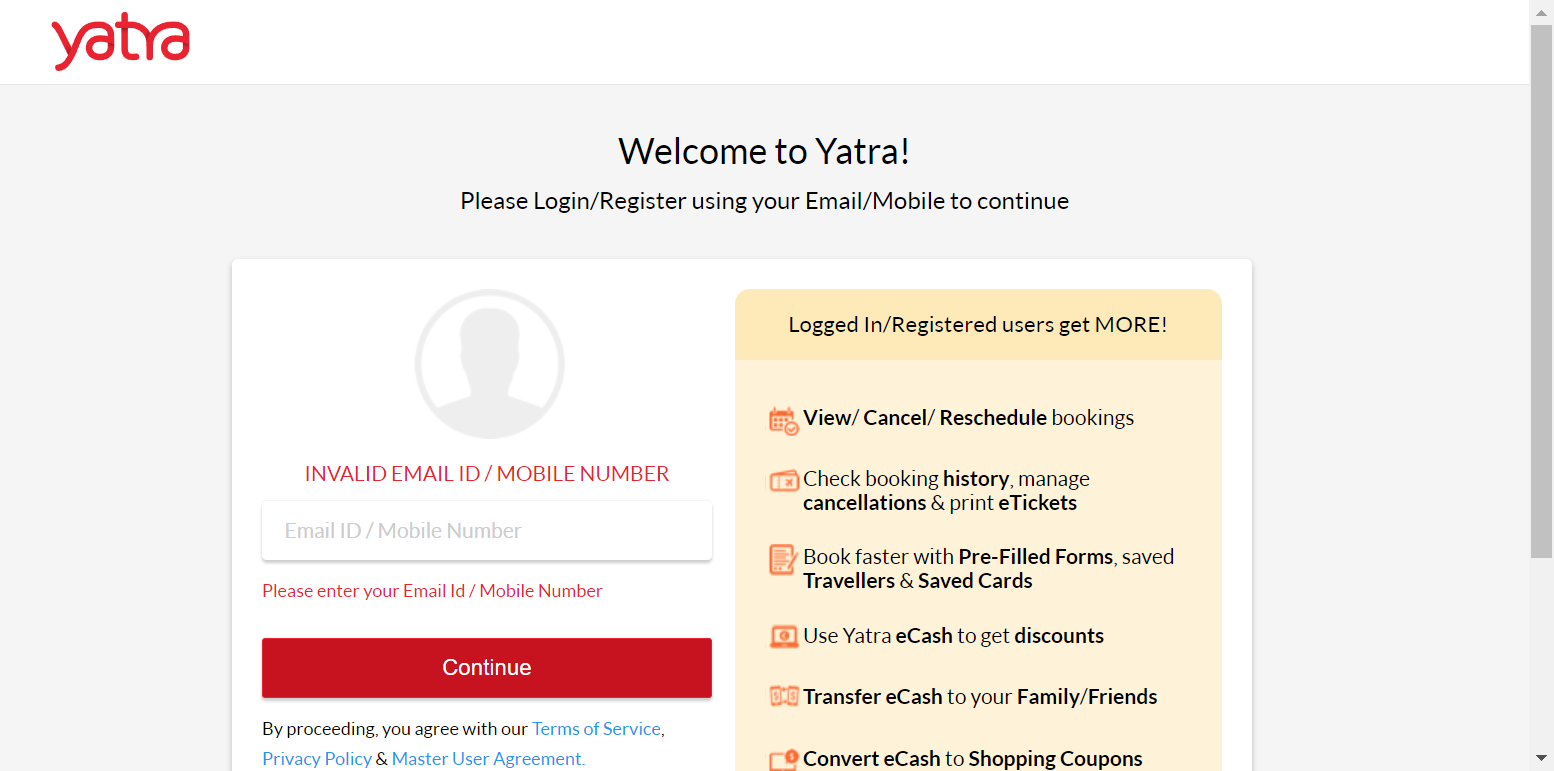 yatra
Welcome to Yatra!
Please Login/Register using your Email/Mobile to continue
INVALID EMAIL ID / MOBILE NUMBER
Email ID / Mobile Number
Please enter your Email Id / Mobile Number
Continue
By proceeding, you agree with our Terms of Service,
Privacy Policy & Master User Agreement.
Logged In/Registered users get MORE!
View/ Cancel/ Reschedule bookings
Check booking history, manage
cancellations & print eTickets
Book faster with Pre-Filled Forms, saved
Travellers & Saved Cards
Use Yatra eCash to get discounts
Transfer eCash to your Family/Friends
Convert eCash to Shopping Coupons